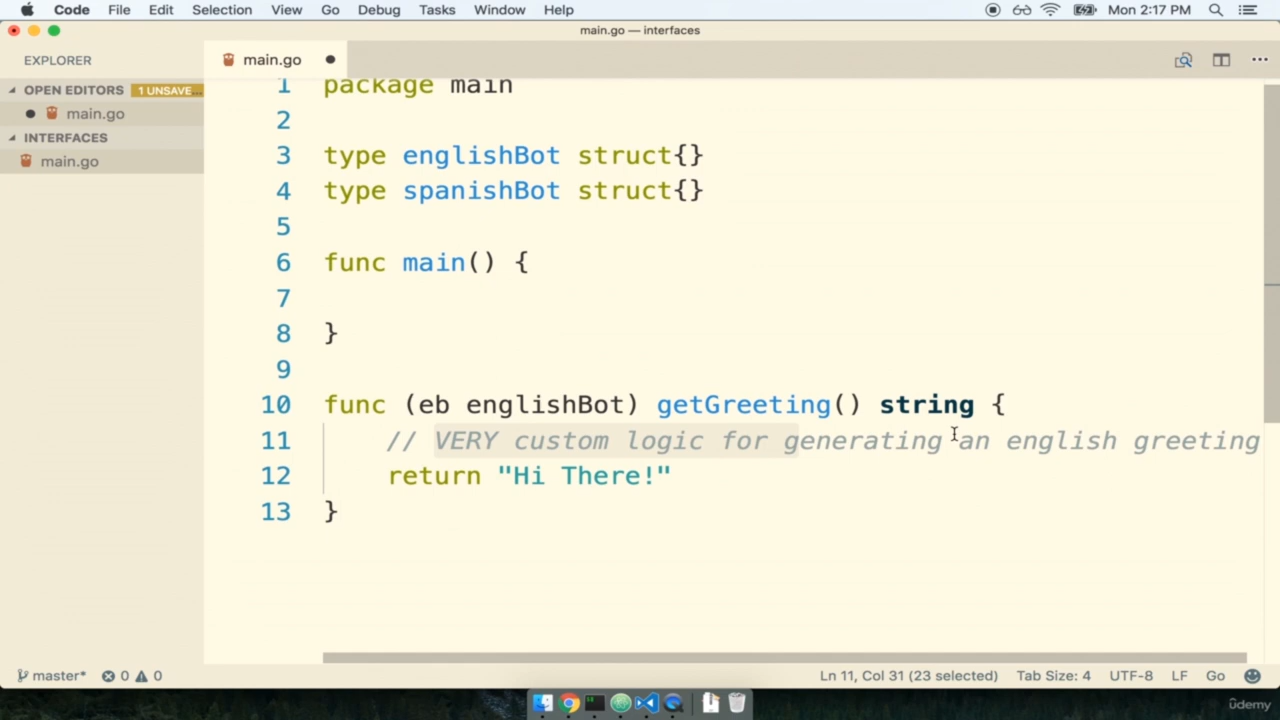 Code File Edit Selection View Go Debug Tasks Window Help Mon 2:17 PM
main.go — interfaces
EXPLORER
main.go
OPEN EDITORS 1 UNSAVE...
main.go
INTERFACES
main.go
1 package main
2
3 type englishBot struct{}
4 type spanishBot struct{}
5
6 func main() {
7
8 }
9
10 func (eb englishBot) getGreeting() string {
11 // VERY custom logic for generating an english greeting
12 return "Hi There!"
13 }
master* 0 0 Ln 11, Col 31 (23 selected) Tab Size: 4 UTF-8 LF Go
udemy